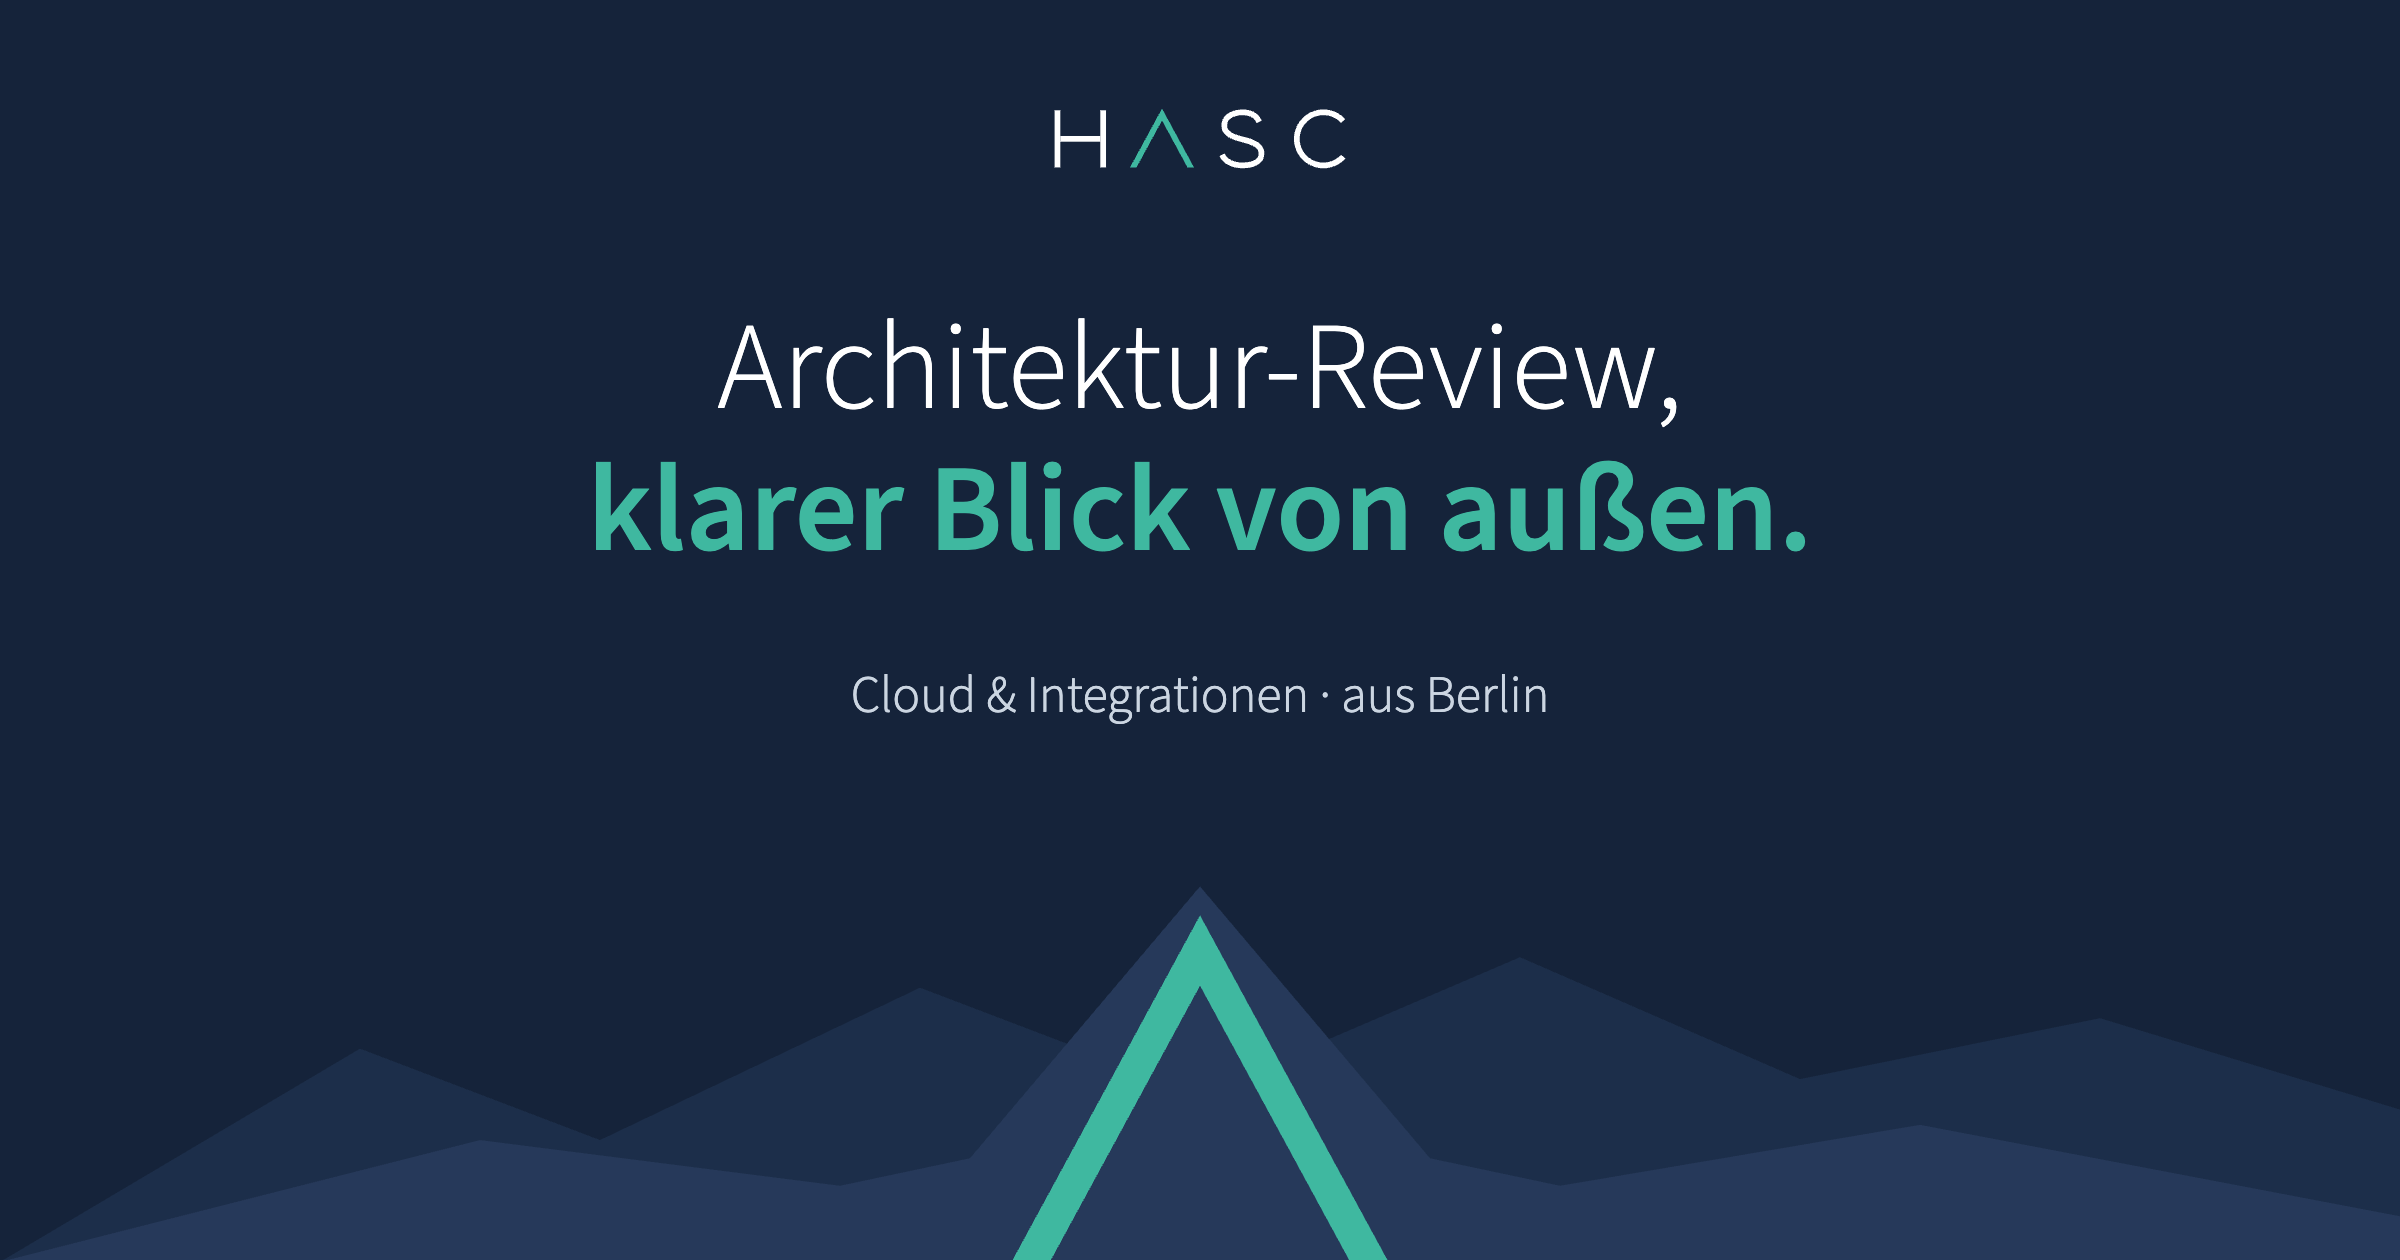 HASC
Architektur-Review,
klarer Blick von außen.
Cloud & Integrationen · aus Berlin